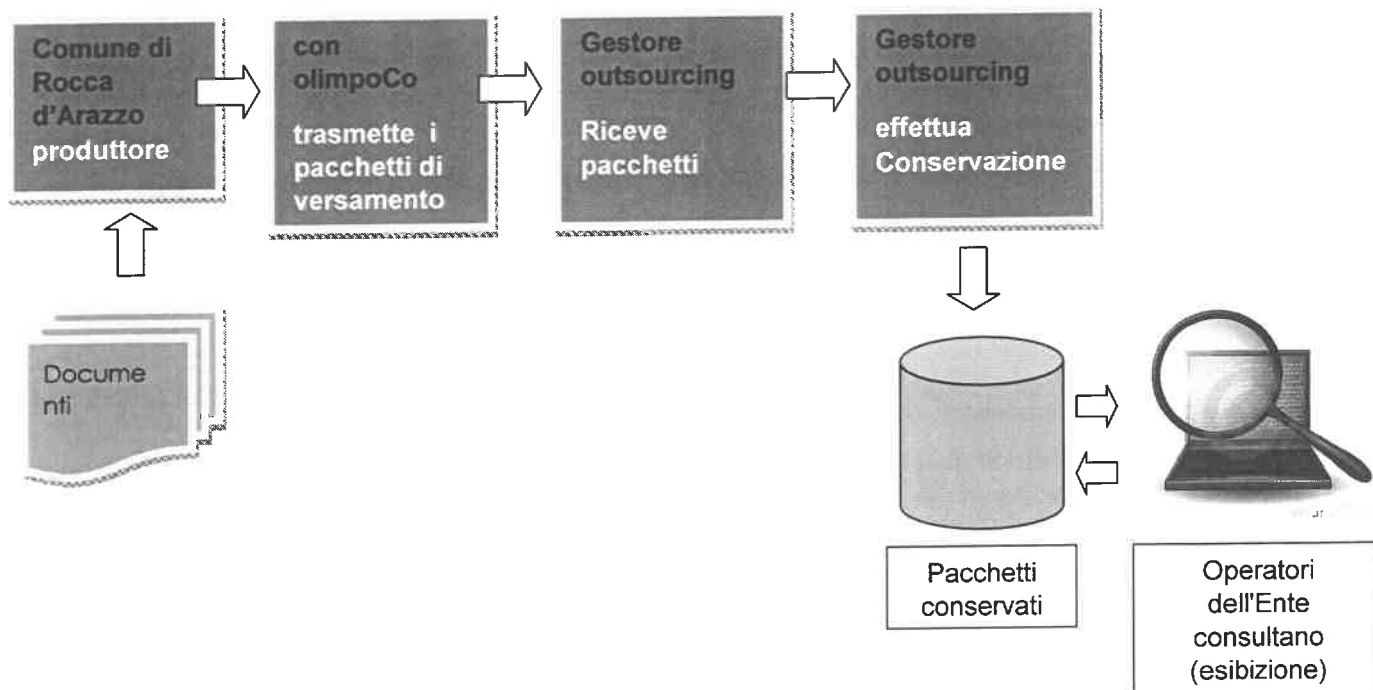 Comune di
Rocca
d'Arazzo
produttore
con
olimpoCo
trasmette i
pacchetti di
versamento
Gestore
outsourcing
Riceve
pacchetti
Gestore
outsourcing
effettua
Conservazione
Docume
nti
Pacchetti
conservati
Operatori
dell'Ente
consultano
(esibizione)